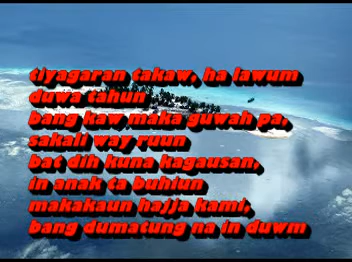 tiyagaran takaw, ha lawum
duwa tahun
bang kaw maka guwah pa,
sakali way ruun
bat dih kuna kagausan,
in anak ta buhiun
makakaun hajja kami,
bang dumatung na in duwm